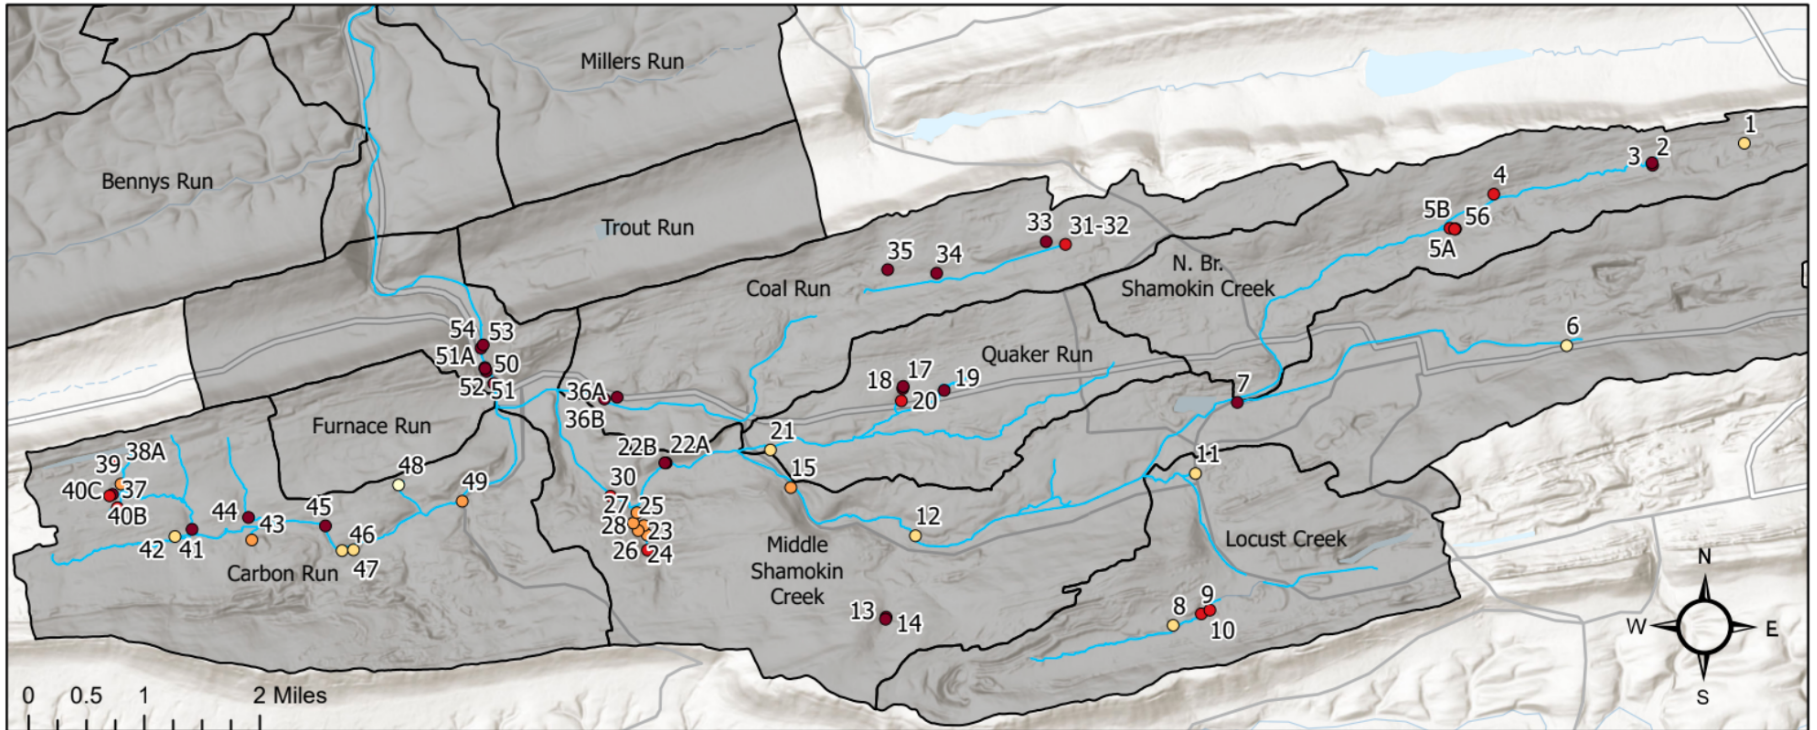 Millers Run
1
Bennys Run
3
2
4
5B
56
5A
Trout Run
33
31-32
35
34
N. Br.
Shamokin Creek
Coal Run
6
54
53
51A
50
52
51
Quaker Run
17
18
19
20
7
36A
36B
Furnace Run
22B
22A
21
38A
39
40C
37
40B
48
49
30
15
11
27
25
28
23
26
24
44
45
43
46
42
41
47
12
Carbon Run
Middle
Shamokin
Creek
Locust Creek
13
14
8
9
10
N
W
E
S
0
0.5
1
2 Miles